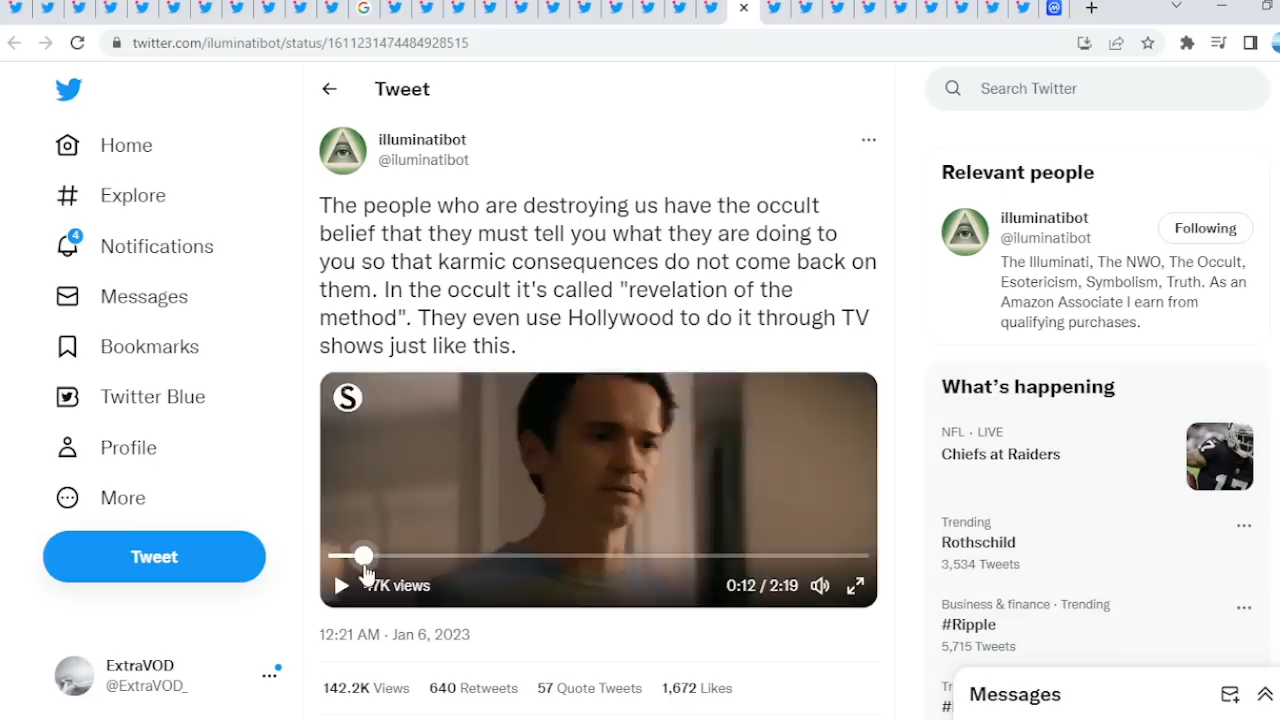 twitter.com/iluminatibot/status/1611231474484928515
Tweet
Search Twitter
Home
Explore
4
Notifications
Messages
Bookmarks
Twitter Blue
Profile
More
Tweet
ExtraVOD
@ExtraVOD_
illuminatibot
@iluminatibot
The people who are destroying us have the occult
belief that they must tell you what they are doing to
you so that karmic consequences do not come back on
them. In the occult it's called "revelation of the
method". They even use Hollywood to do it through TV
shows just like this.
S
7K views
0:12 / 2:19
12:21 AM · Jan 6, 2023
142.2K Views 640 Retweets 57 Quote Tweets 1,672 Likes
Relevant people
illuminatibot
@iluminatibot
Following
The Illuminati, The NWO, The Occult,
Esotericism, Symbolism, Truth. As an
Amazon Associate I earn from
qualifying purchases.
What's happening
NFL · LIVE
Chiefs at Raiders
Trending
Rothschild
3,534 Tweets
Business & finance · Trending
#Ripple
5,715 Tweets
Messages